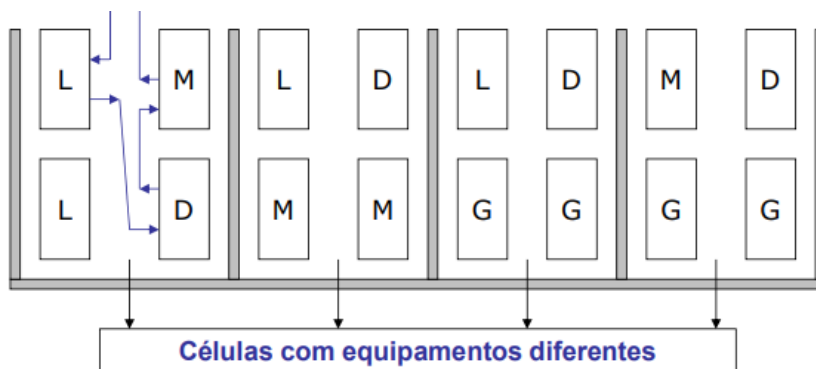 L M L D L D M D
L D M M G G G G
Células com equipamentos diferentes